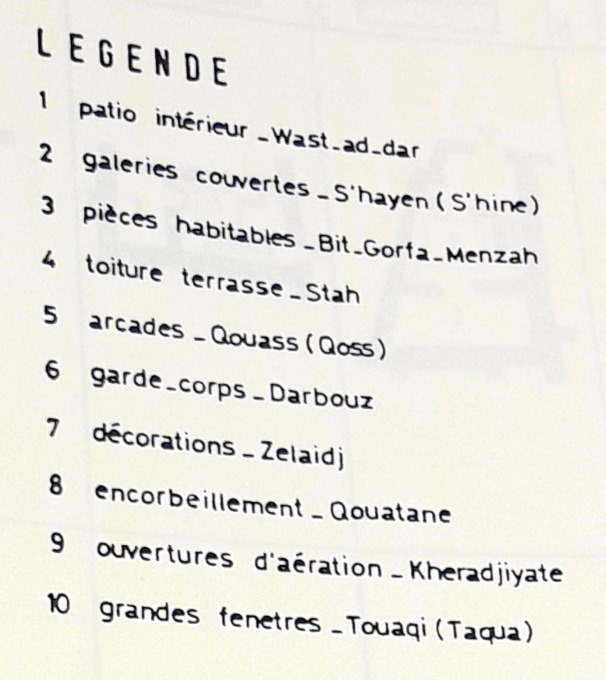 LEGENDE
1 patio intérieur _ Wast_ad_dar
2 galeries couvertes _ S'hayen (S'hine)
3 pièces habitables _ Bit_Gorfa_Menzah
4 toiture terrasse _ Stah
5 arcades _ Qouass (Qoss)
6 garde_corps _ Darbouz
7 décorations _ Zelaidj
8 encorbeillement _ Qouatane
9 ouvertures d'aération _ Kheradjiyate
10 grandes fenetres _ Touaqi (Taqua)